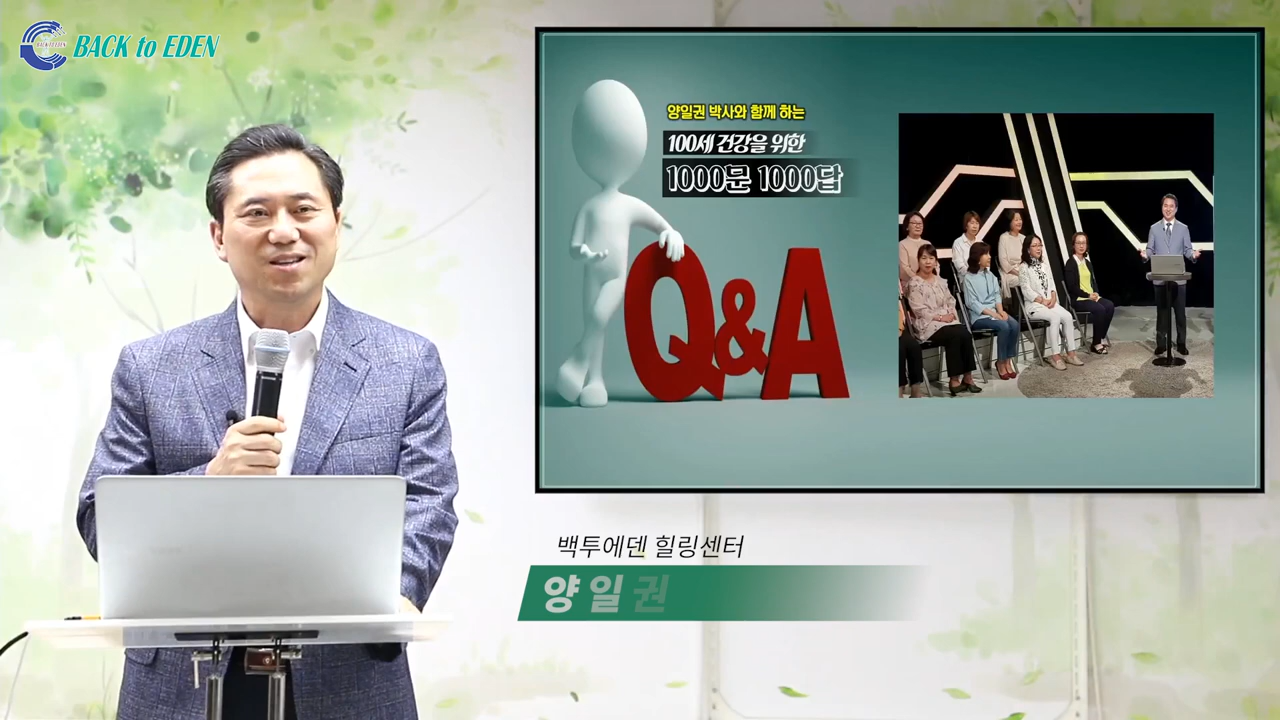 BACK to EDEN
양일권 박사와 함께 하는
100세 건강을 위한
1000문 1000답
Q&A
백투에덴 힐링센터
양일권